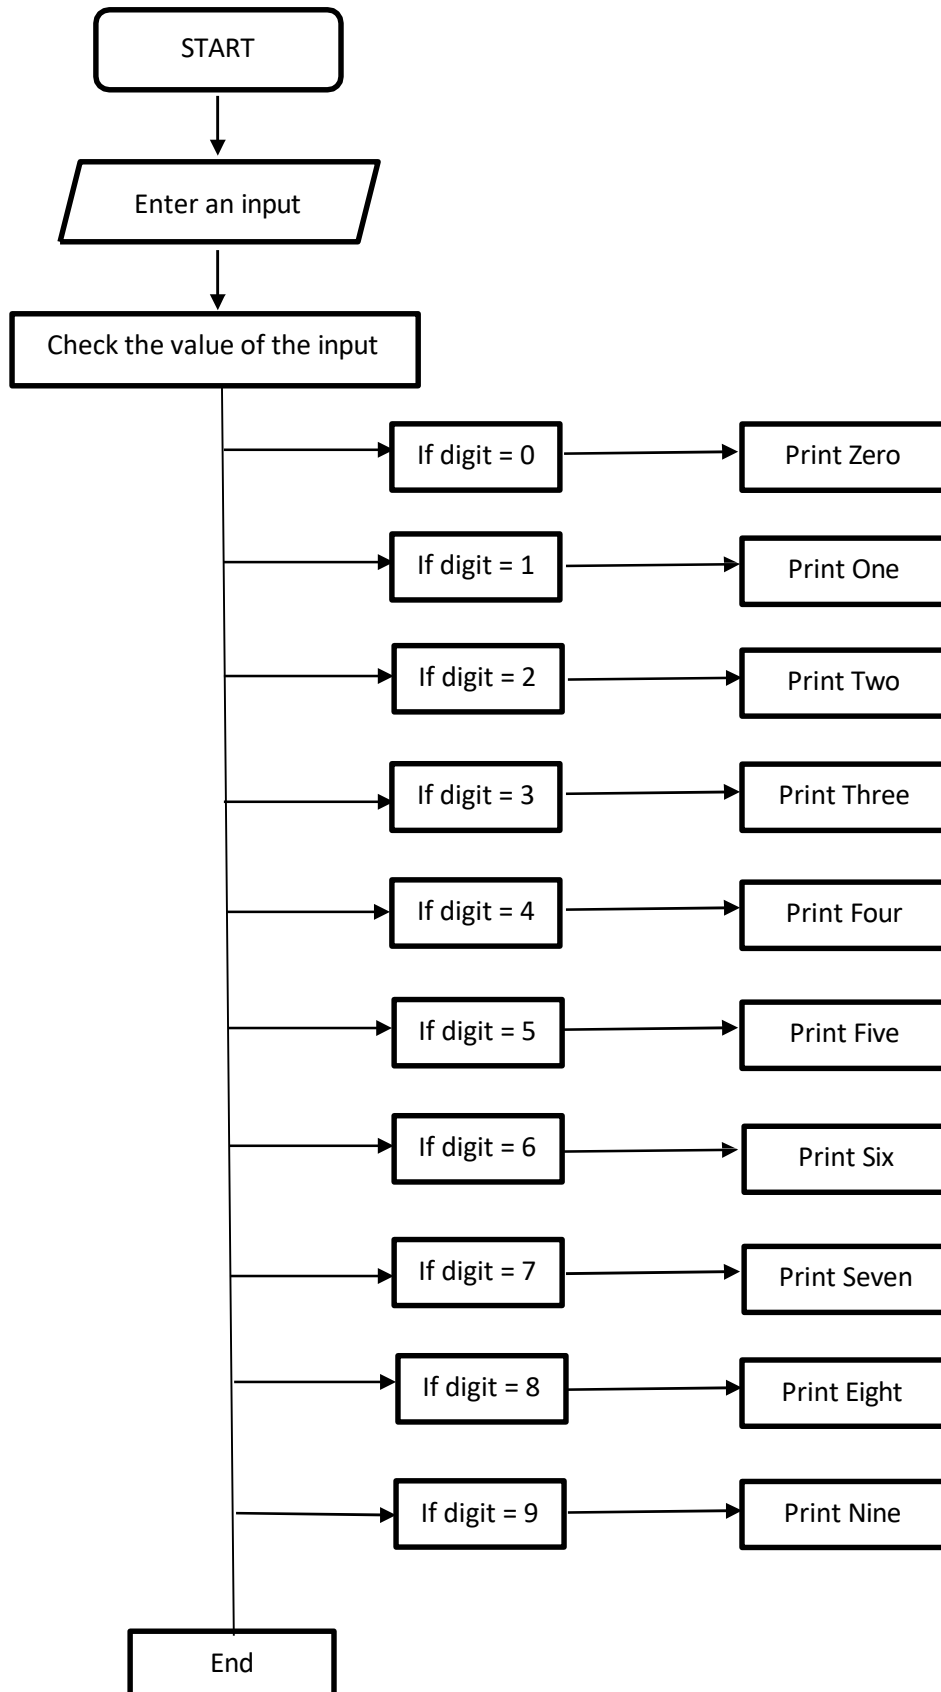 START
Enter an input
Check the value of the input
If digit = 0
Print Zero
If digit = 1
Print One
If digit = 2
Print Two
If digit = 3
Print Three
If digit = 4
Print Four
If digit = 5
Print Five
If digit = 6
Print Six
If digit = 7
Print Seven
If digit = 8
Print Eight
If digit = 9
Print Nine
End